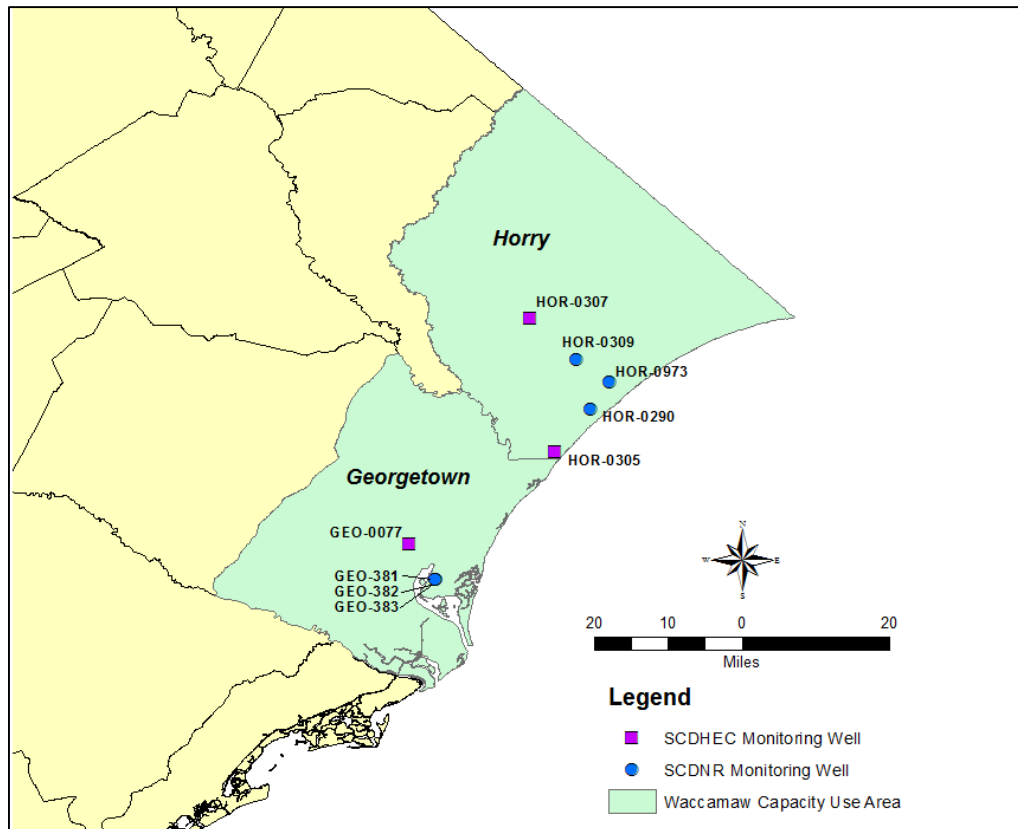 Horry
HOR-0307
HOR-0309
HOR-0973
HOR-0290
HOR-0305
Georgetown
GEO-0077
GEO-381
GEO-382
GEO-383
N
W E
S
20 10 0 20
Miles
Legend
SCDHEC Monitoring Well
SCDNR Monitoring Well
Waccamaw Capacity Use Area